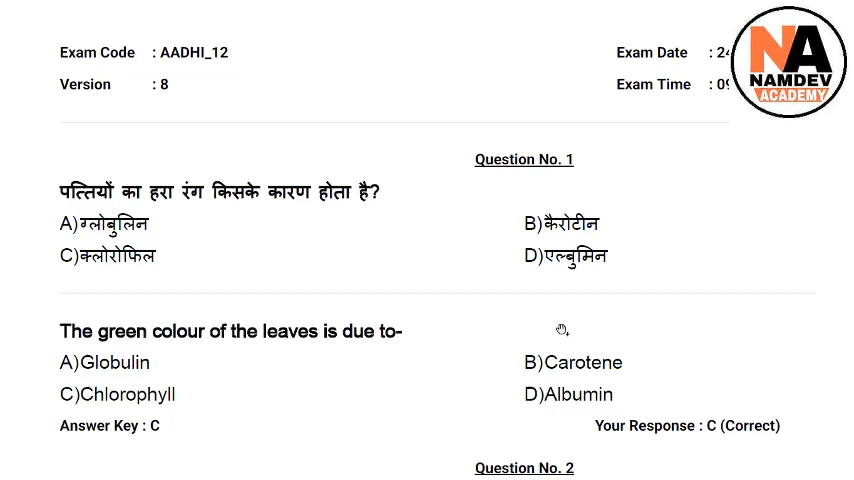 Exam Code : AADHI_12 Exam Date : 24
Version : 8 Exam Time : 09
NAMDEV
ACADEMY
Question No. 1
पत्तियों का हरा रंग किसके कारण होता है?
A)ग्लोबुलिन B)कैरोटीन
C)क्लोरोफिल D)एल्बुमिन
The green colour of the leaves is due to-
A)Globulin B)Carotene
C)Chlorophyll D)Albumin
Answer Key : C Your Response : C (Correct)
Question No. 2